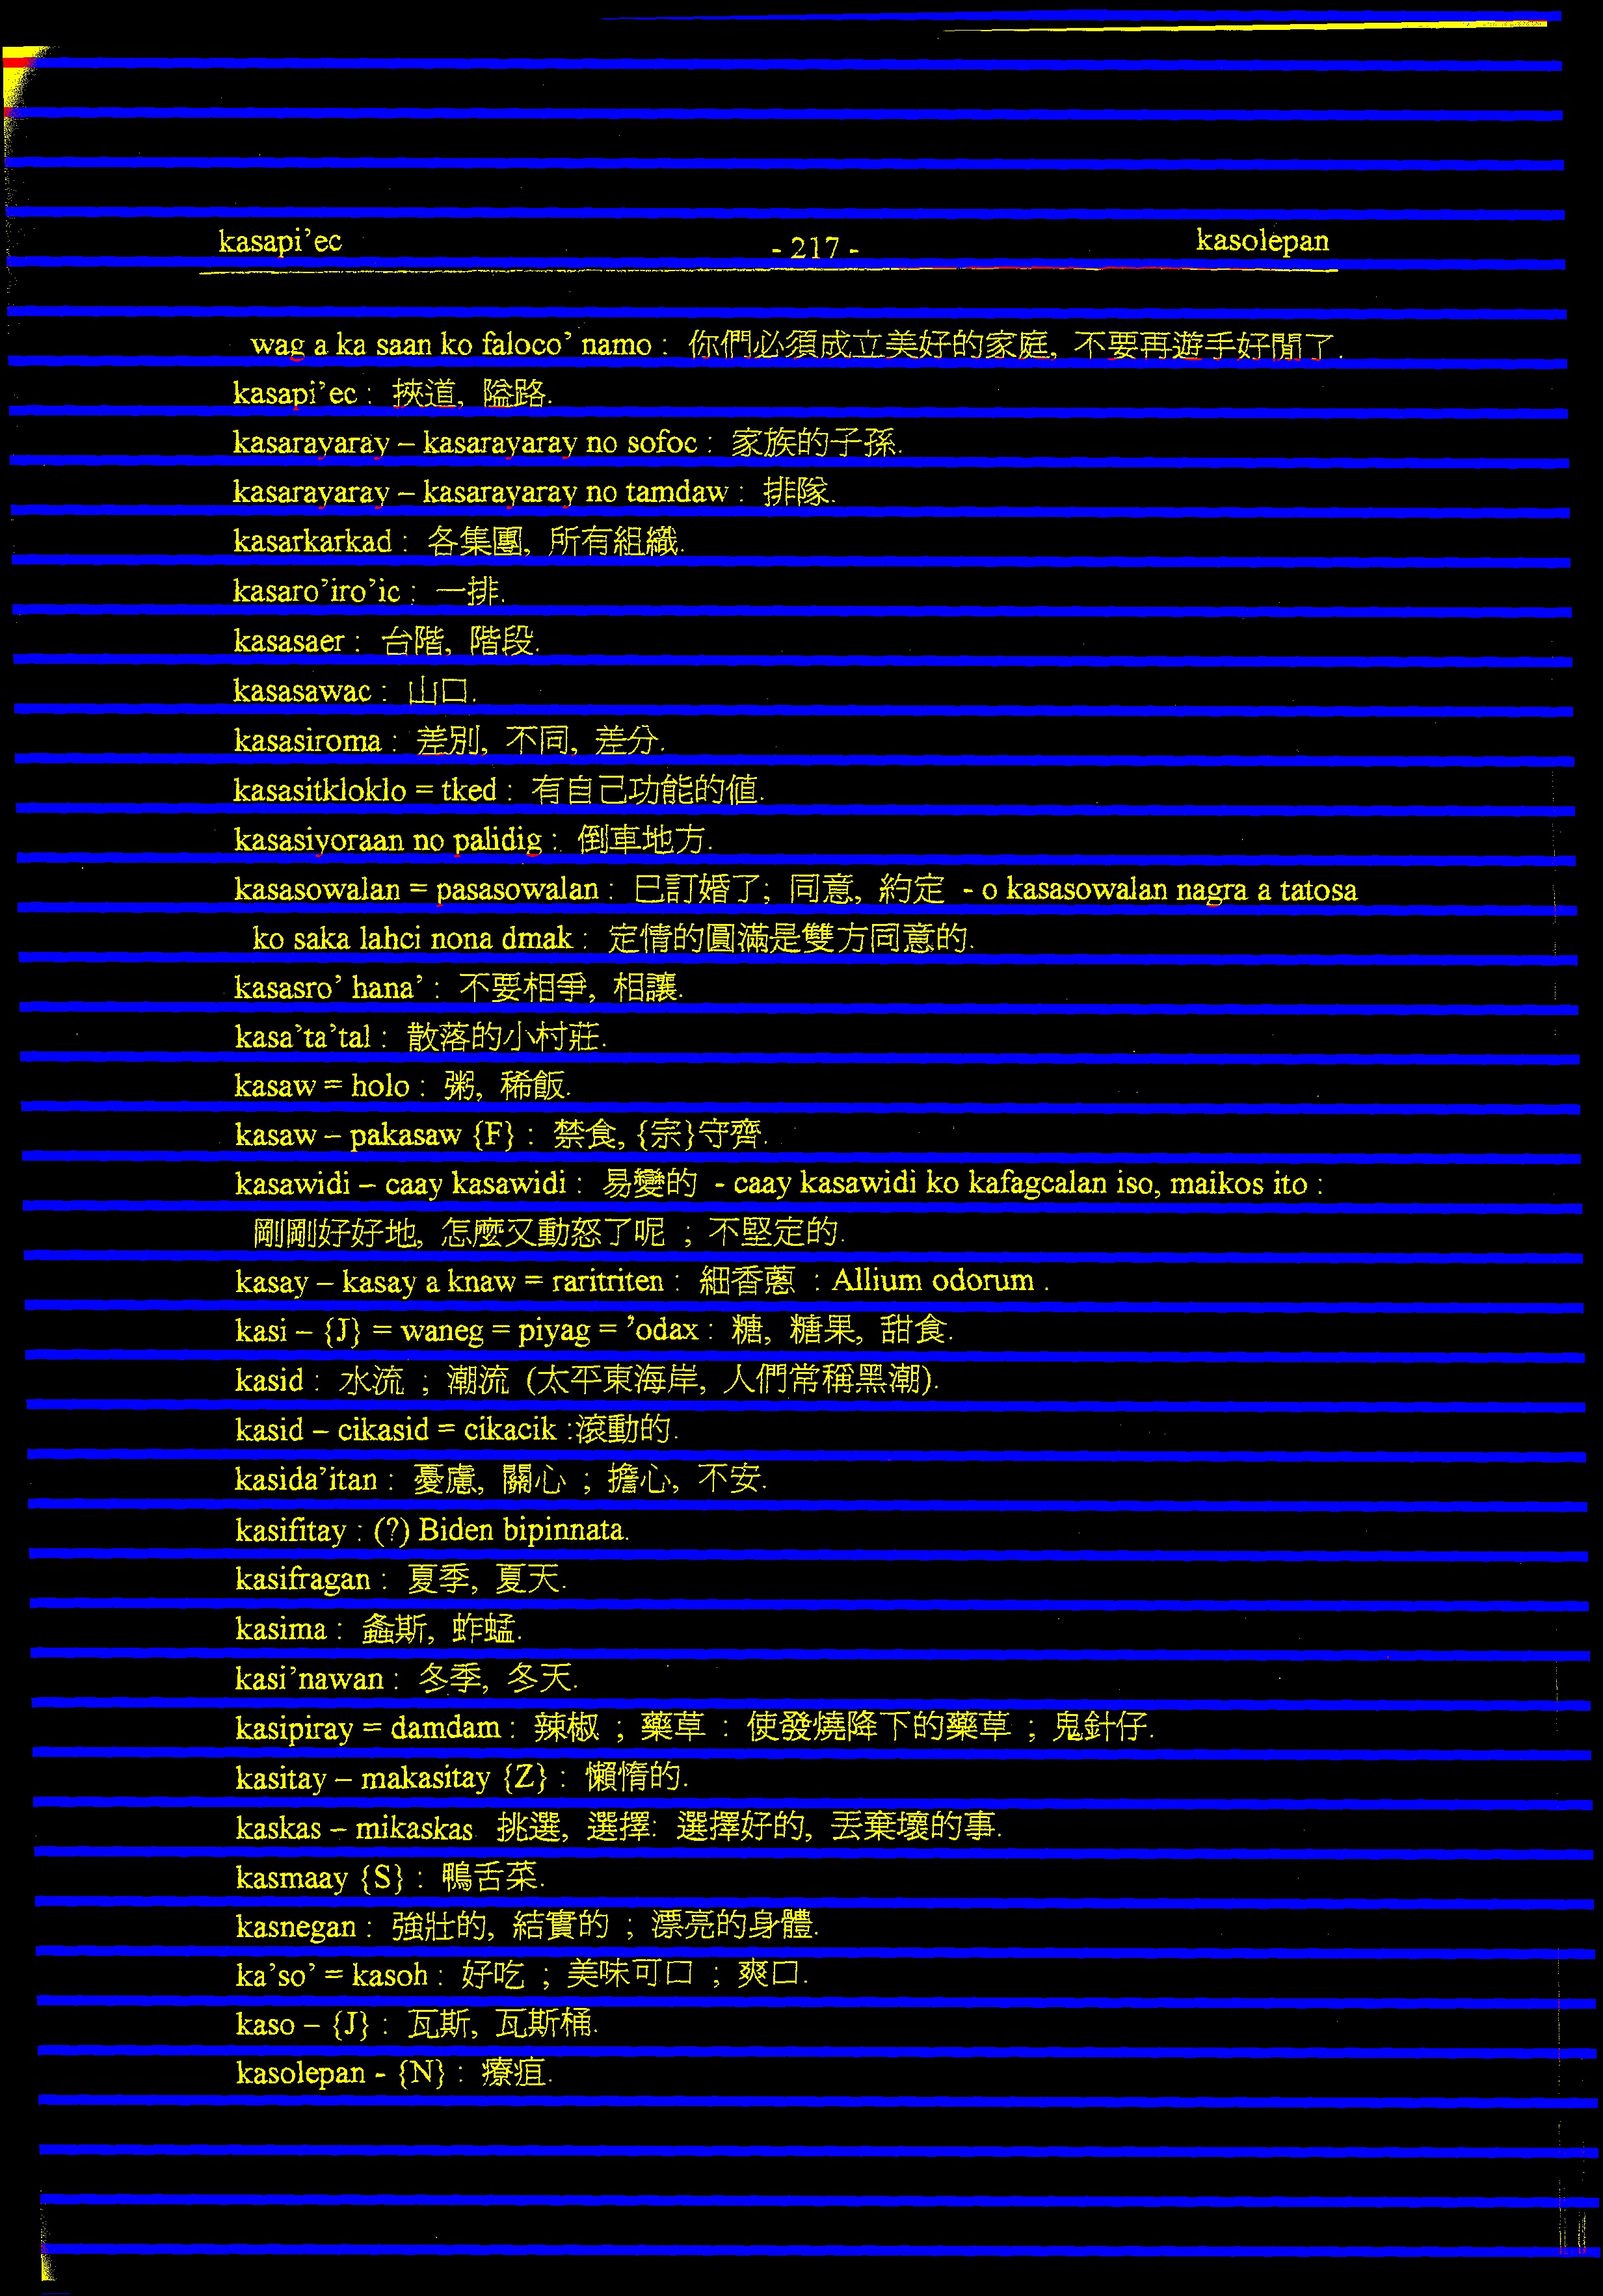 kasapi’ec - 217 - kasolepan
wag a ka saan ko faloco’ namo : 你們必須成立美好的家庭, 不要再遊手好閒了.
kasapi’ec : 挾道, 隘路.
kasarayaray – kasarayaray no sofoc : 家族的子孫.
kasarayaray – kasarayaray no tamdaw : 排隊.
kasarkarkad : 各集團, 所有組織.
kasaro’iro’ic : 一排.
kasasaer : 台階, 階段.
kasasawac : 山口.
kasasiroma : 差別, 不同, 差分.
kasasitkloklo = tked : 有自己功能的值.
kasasiyoraan no palidig : 倒車地方.
kasasowalan = pasasowalan : 已訂婚了; 同意, 約定 - o kasasowalan nagra a tatosa
ko saka lahci nona dmak : 定情的圓滿是雙方同意的.
kasasro’ hana’ : 不要相爭, 相讓.
kasa’ta’tal : 散落的小村莊.
kasaw = holo : 粥, 稀飯.
kasaw – pakasaw {F} : 禁食, {宗}守齊.
kasawidi – caay kasawidi : 易變的 - caay kasawidi ko kafagcalan iso, maikos ito :
剛剛好好地, 怎麼又動怒了呢 ; 不堅定的.
kasay – kasay a knaw = raritriten : 細香蔥 : Allium odorum .
kasi – {J} = waneg = piyag = ’odax : 糖, 糖果, 甜食.
kasid : 水流 ; 潮流 (太平東海岸, 人們常稱黑潮).
kasid – cikasid = cikacik :滾動的.
kasida’itan : 憂慮, 關心 ; 擔心, 不安.
kasifitay : (?) Biden bipinnata.
kasifragan : 夏季, 夏天.
kasima : 螽斯, 蚱蜢.
kasi’nawan : 冬季, 冬天.
kasipiray = damdam : 辣椒 ; 藥草 : 使發燒降下的藥草 ; 鬼針仔.
kasitay – makasitay {Z} : 懶惰的.
kaskas – mikaskas 挑選, 選擇: 選擇好的, 丟棄壞的事.
kasmaay {S} : 鴨舌菜.
kasnegan : 強壯的, 結實的 ; 漂亮的身體.
ka’so’ = kasoh : 好吃 ; 美味可口 ; 爽口.
kaso – {J} : 瓦斯, 瓦斯桶.
kasolepan - {N} : 療疽.